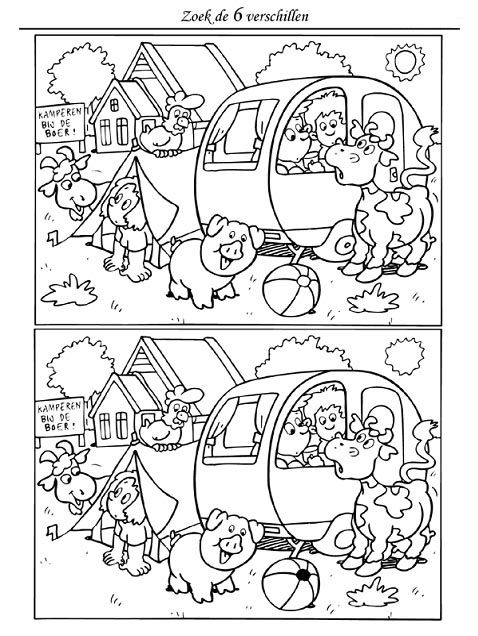 Zoek de 6 verschillen
KAMPEREN
BIJ DE
BOER!
KAMPEREN
BIJ DE
BOER!